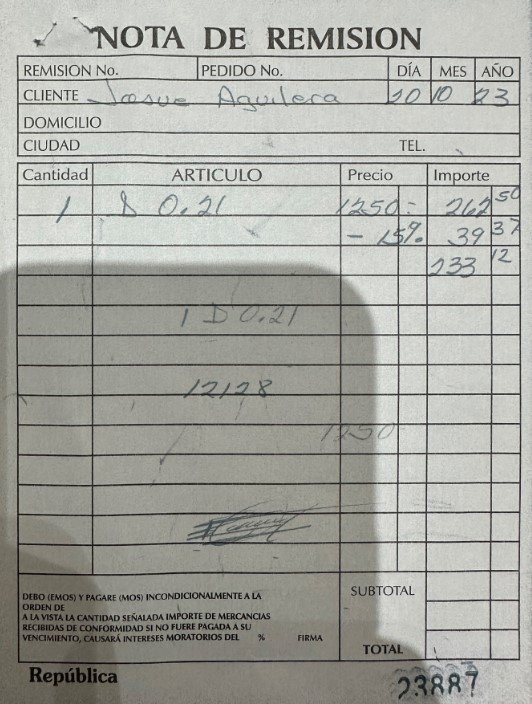 NOTA DE REMISION
REMISION No. PEDIDO No. DÍA MES AÑO
CLIENTE Josue Aguilera 20 10 23
DOMICILIO
CIUDAD TEL.
Cantidad ARTICULO Precio Importe
1 D 0.21 1250.- 262 50
- 15% 39 37
233 12
1 D 0.21
12128
1250
DEBO (EMOS) Y PAGARE (MOS) INCONDICIONALMENTE A LA
ORDEN DE
A LA VISTA LA CANTIDAD SEÑALADA IMPORTE DE MERCANCIAS
RECIBIDAS DE CONFORMIDAD SI NO FUERE PAGADA A SU
VENCIMIENTO, CAUSARÁ INTERESES MORATORIOS DEL % FIRMA
SUBTOTAL
TOTAL
República
23887